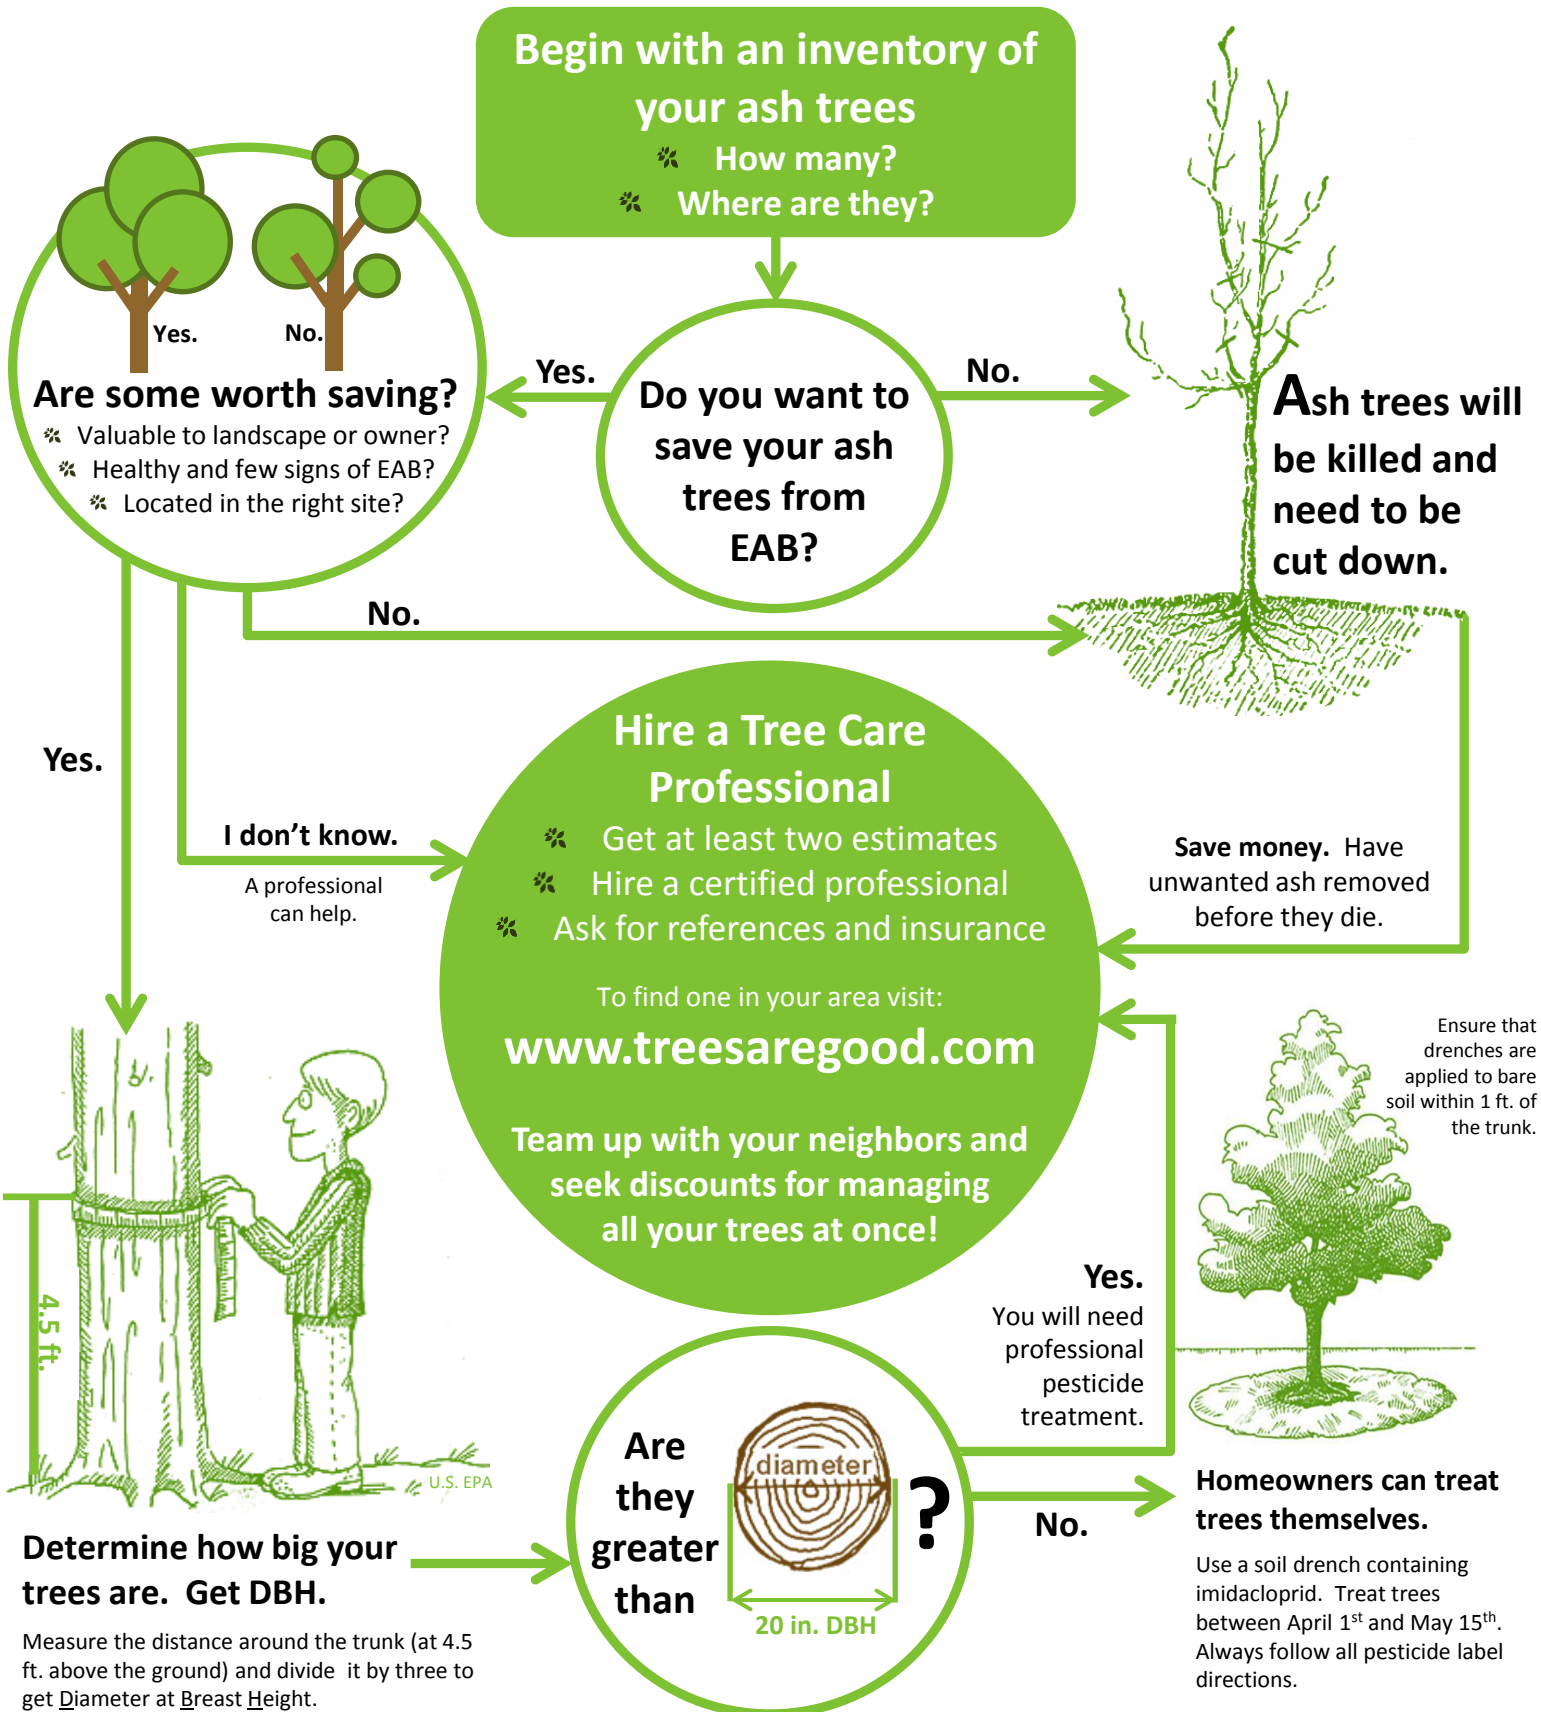 Begin with an inventory of
your ash trees
How many?
Where are they?
Yes.
No.
Are some worth saving?
Valuable to landscape or owner?
Healthy and few signs of EAB?
Located in the right site?
Yes.
Do you want to
save your ash
trees from
EAB?
No.
Ash trees will
be killed and
need to be
cut down.
No.
Yes.
I don't know.
A professional
can help.
Hire a Tree Care
Professional
Get at least two estimates
Hire a certified professional
Ask for references and insurance
To find one in your area visit:
www.treesaregood.com
Team up with your neighbors and
seek discounts for managing
all your trees at once!
Save money. Have
unwanted ash removed
before they die.
Ensure that
drenches are
applied to bare
soil within 1 ft. of
the trunk.
4.5 ft.
U.S. EPA
Determine how big your
trees are. Get DBH.
Measure the distance around the trunk (at 4.5
ft. above the ground) and divide it by three to
get Diameter at Breast Height.
Are
they
greater
than
diameter
20 in. DBH
?
Yes.
You will need
professional
pesticide
treatment.
No.
Homeowners can treat
trees themselves.
Use a soil drench containing
imidacloprid. Treat trees
between April 1st and May 15th.
Always follow all pesticide label
directions.